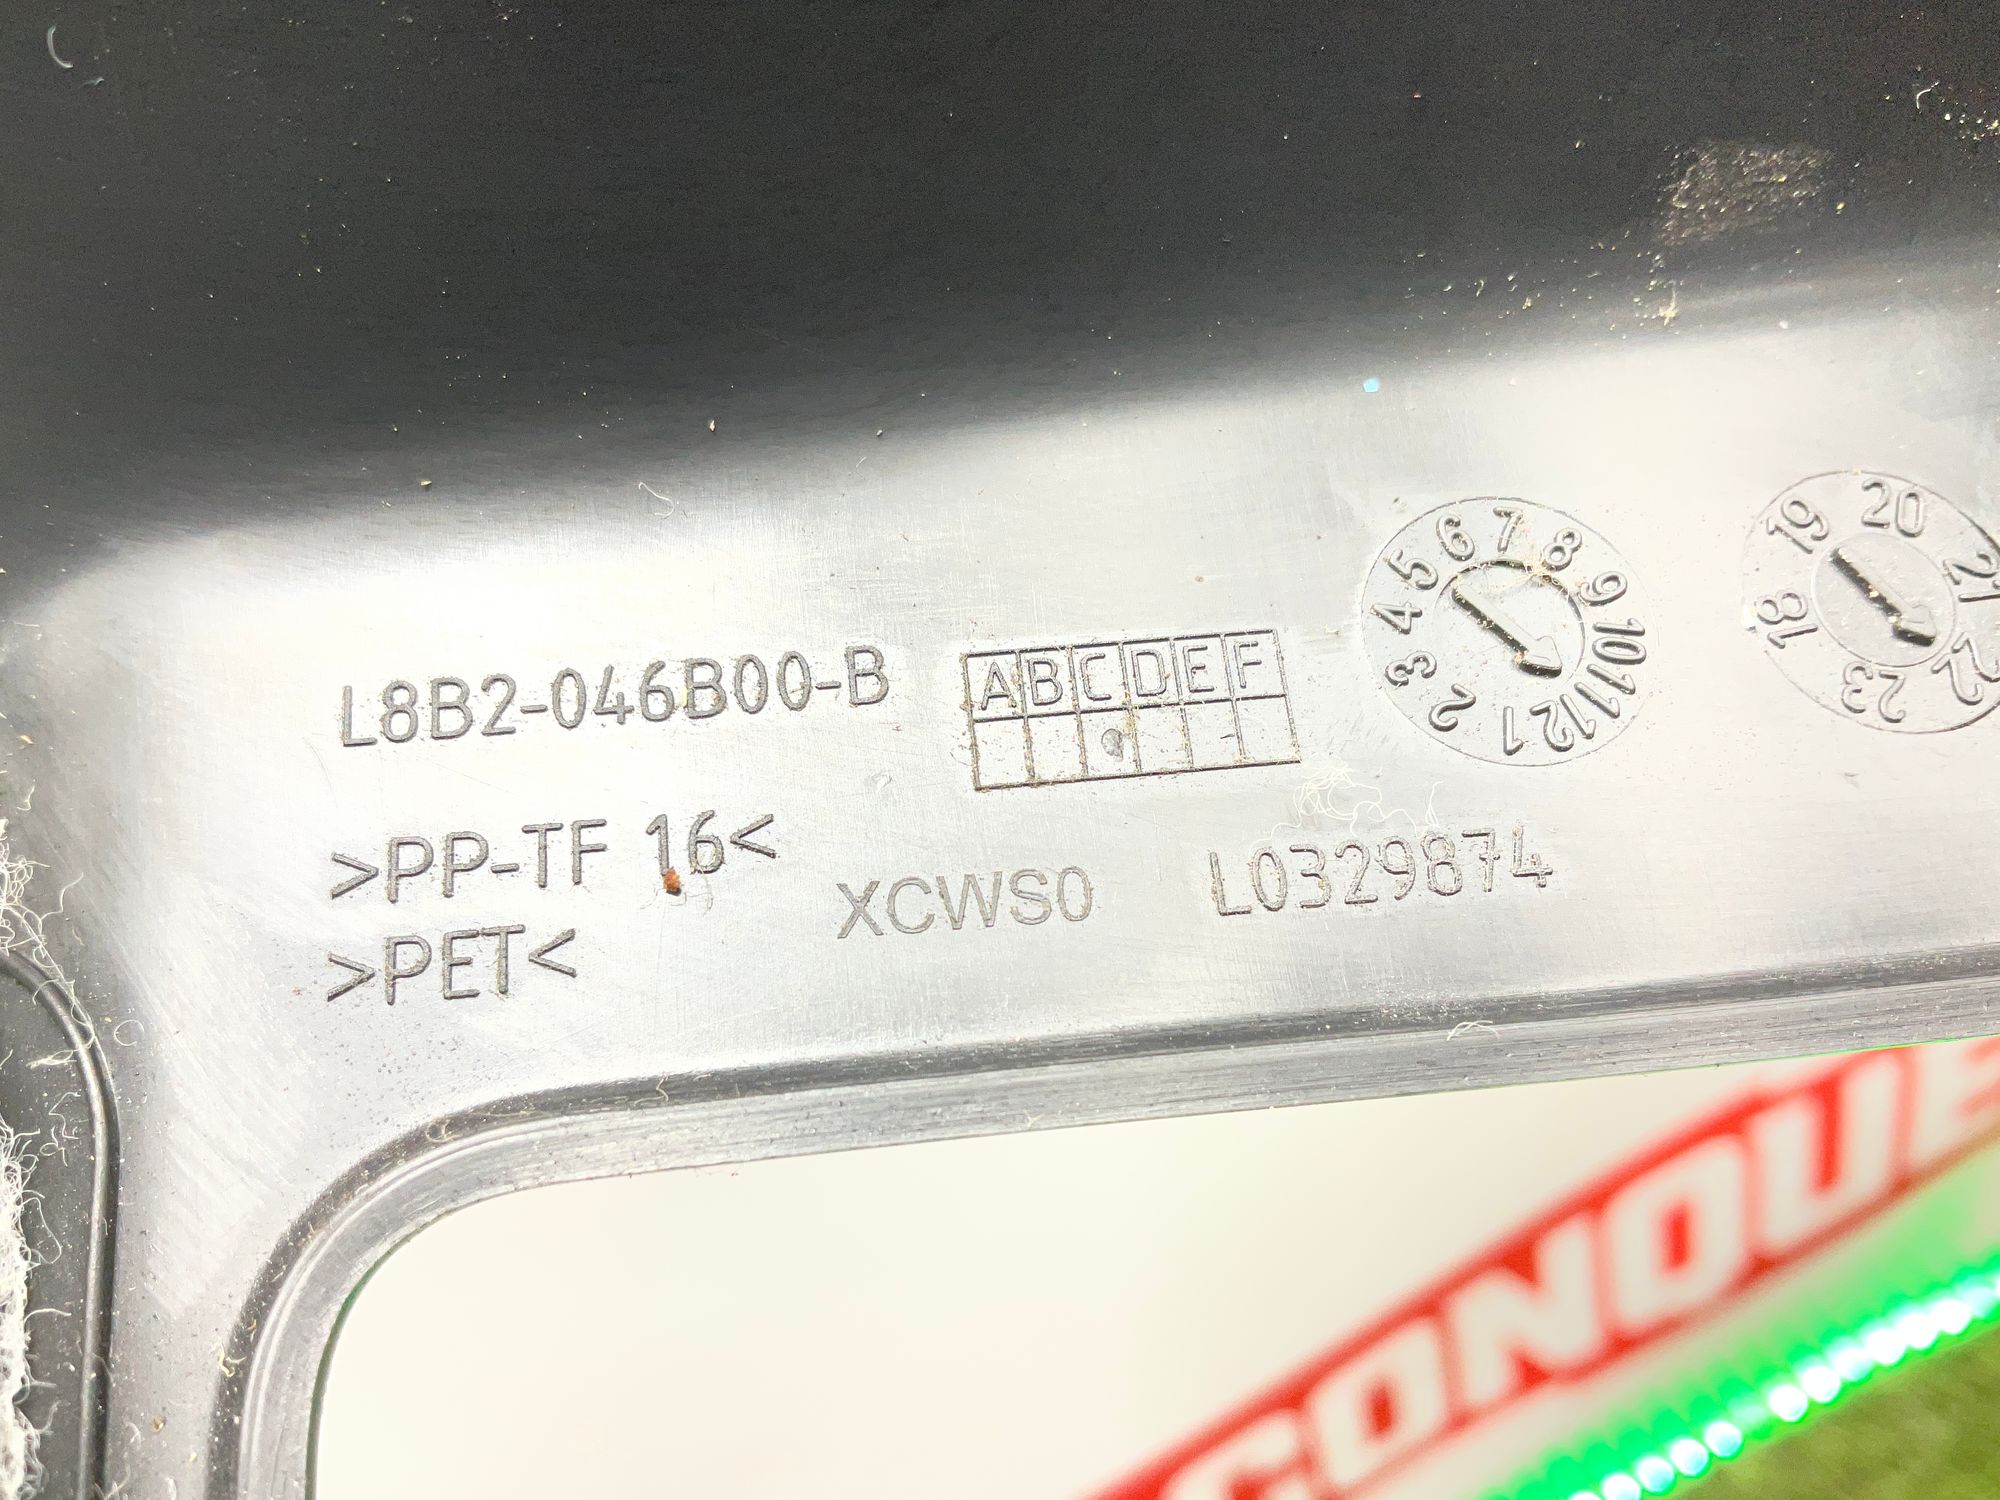 L8B2-046B00-B
A B C D E F
4 5 6 7 8 9 10 11 12 1 2 3
18 19 20 21 22 23
>PP-TF 16<
XCWS0 L0329874
>PET<